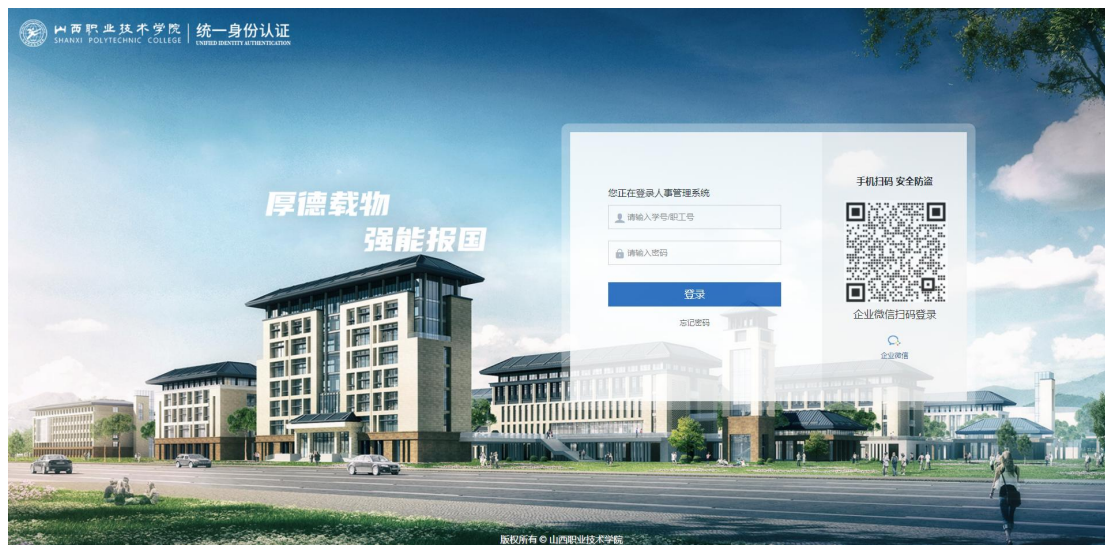 山西职业技术学院
SHANXI POLYTECHNIC COLLEGE
统一身份认证
UNIFIED IDENTITY AUTHENTICATION
厚德载物
强能报国
您正在登录人事管理系统
请输入学号/职工号
请输入密码
登录
忘记密码
手机扫码 安全防盗
企业微信扫码登录
企业微信
版权所有 © 山西职业技术学院